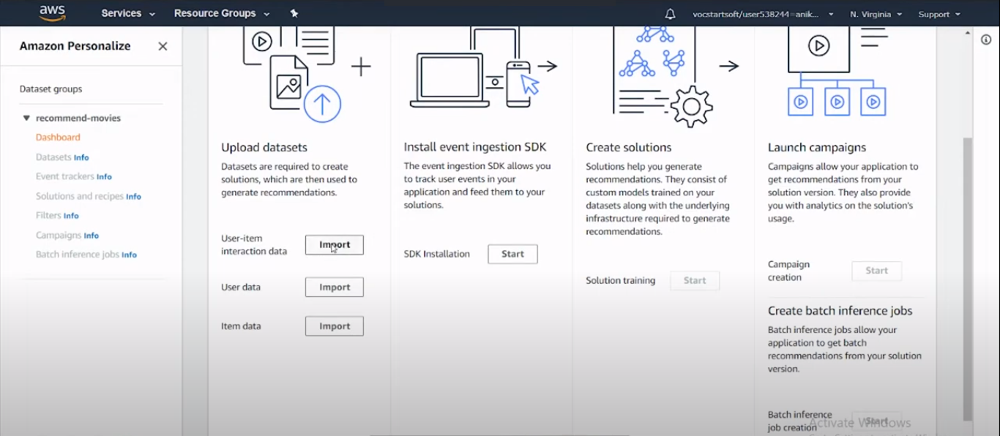 aws
Services
Resource Groups
vocstartsoft/user538244=anik...
N. Virginia
Support
Amazon Personalize
Dataset groups
recommend-movies
Dashboard
Datasets Info
Event trackers Info
Solutions and recipes Info
Filters Info
Campaigns Info
Batch inference jobs Info
Upload datasets
Datasets are required to create
solutions, which are then used to
generate recommendations.
User-item
interaction data
Import
User data
Import
Item data
Import
Install event ingestion SDK
The event ingestion SDK allows you
to track user events in your
application and feed them to your
solutions.
SDK Installation
Start
Create solutions
Solutions help you generate
recommendations. They consist of
custom models trained on your
datasets along with the underlying
infrastructure required to generate
recommendations.
Solution training
Start
Launch campaigns
Campaigns allow your application to
get recommendations from your
solution version. They also provide
you with analytics on the solution's
usage.
Campaign
creation
Start
Create batch inference jobs
Batch inference jobs allow your
application to get batch
recommendations from your solution
version.
Batch inference
job creation
Start
Activate Windows